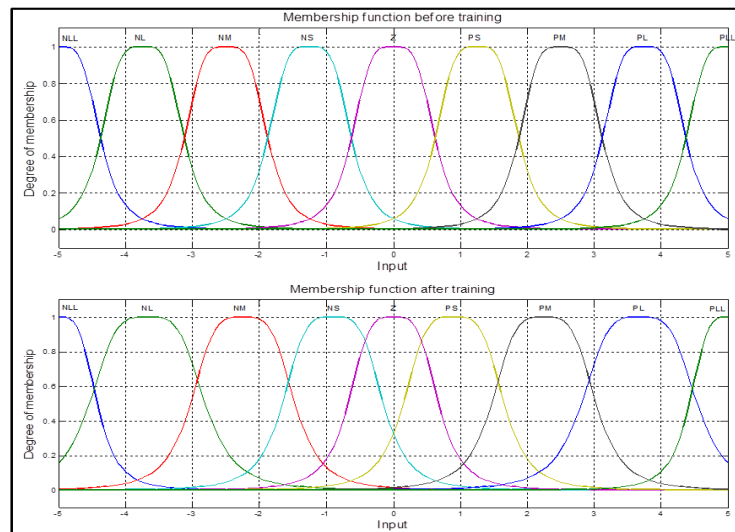 Membership function before training
NLL NL NM NS Z PS PM PL PLL
1
0.8
0.6
0.4
0.2
0
Degree of membership
-5 -4 -3 -2 -1 0 1 2 3 4 5
Input
Membership function after training
NLL NL NM NS Z PS PM PL PLL
1
0.8
0.6
0.4
0.2
0
Degree of membership
-5 -4 -3 -2 -1 0 1 2 3 4 5
Input